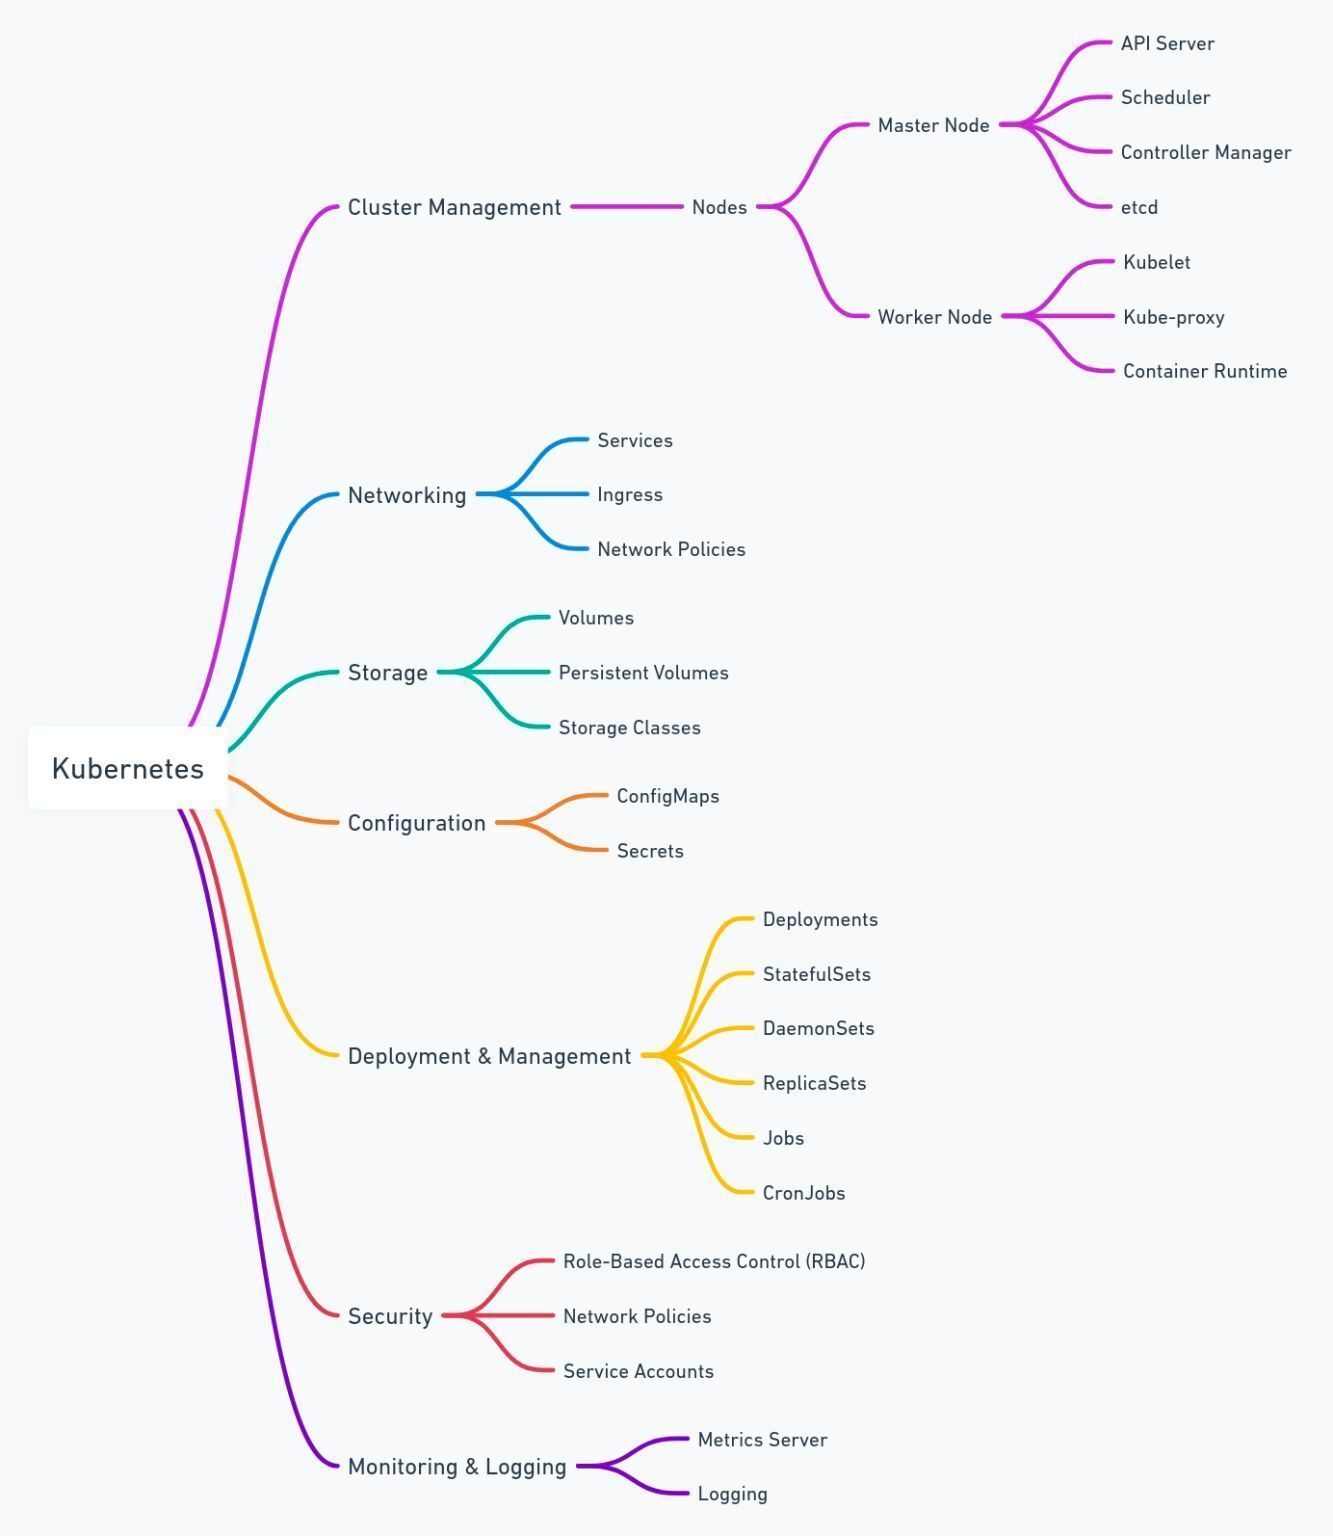 Kubernetes
Cluster Management
Nodes
Master Node
API Server
Scheduler
Controller Manager
etcd
Worker Node
Kubelet
Kube-proxy
Container Runtime
Networking
Services
Ingress
Network Policies
Storage
Volumes
Persistent Volumes
Storage Classes
Configuration
ConfigMaps
Secrets
Deployment & Management
Deployments
StatefulSets
DaemonSets
ReplicaSets
Jobs
CronJobs
Security
Role-Based Access Control (RBAC)
Network Policies
Service Accounts
Monitoring & Logging
Metrics Server
Logging